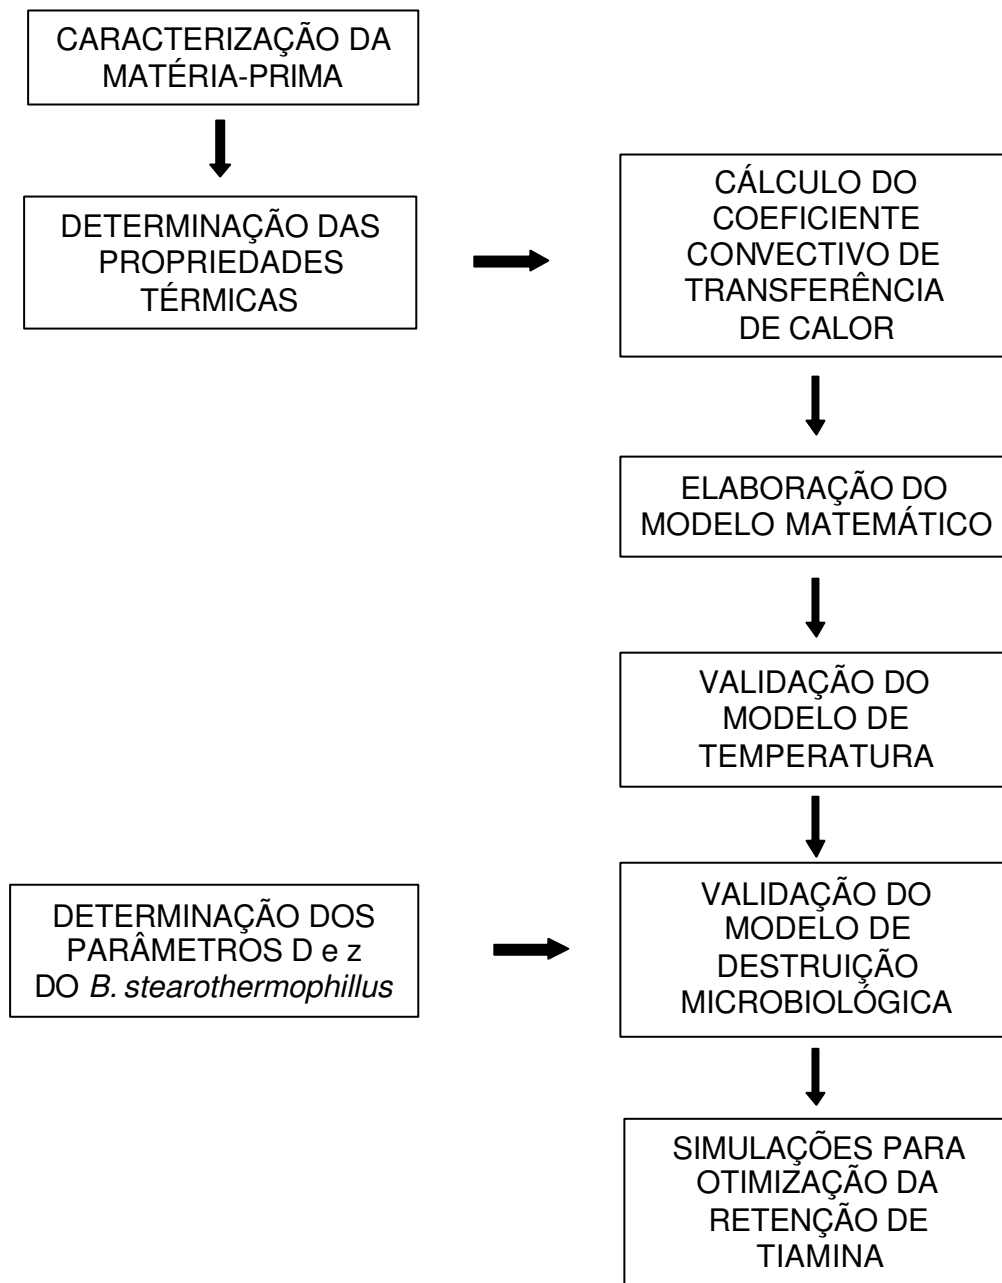 CARACTERIZAÇÃO DA
MATÉRIA-PRIMA
DETERMINAÇÃO DAS
PROPRIEDADES
TÉRMICAS
CÁLCULO DO
COEFICIENTE
CONVECTIVO DE
TRANSFERÊNCIA
DE CALOR
ELABORAÇÃO DO
MODELO MATEMÁTICO
VALIDAÇÃO DO
MODELO DE
TEMPERATURA
DETERMINAÇÃO DOS
PARÂMETROS D e z
DO B. stearothermophillus
VALIDAÇÃO DO
MODELO DE
DESTRUIÇÃO
MICROBIOLÓGICA
SIMULAÇÕES PARA
OTIMIZAÇÃO DA
RETENÇÃO DE
TIAMINA